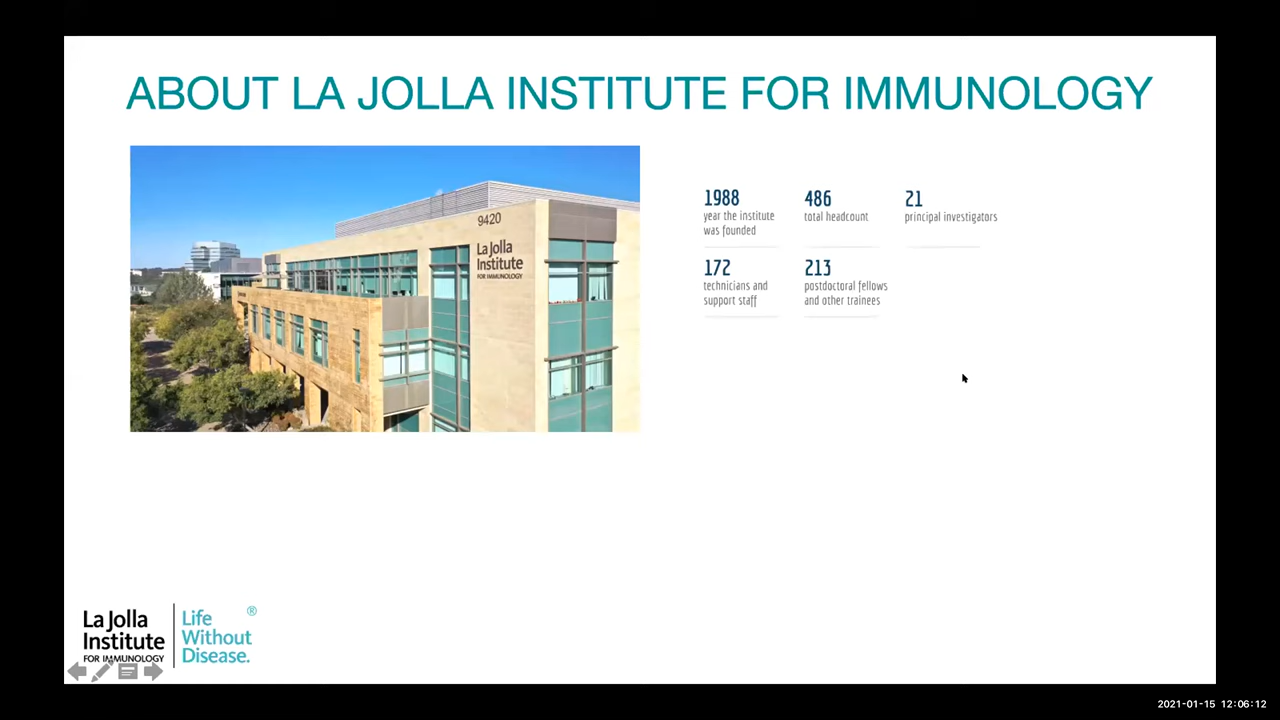 ABOUT LA JOLLA INSTITUTE FOR IMMUNOLOGY
9420
La Jolla
Institute
FOR IMMUNOLOGY
1988
year the institute
was founded
486
total headcount
21
principal investigators
172
technicians and
support staff
213
postdoctoral fellows
and other trainees
La Jolla
Institute
FOR IMMUNOLOGY
Life
Without
Disease.
®
2021-01-15 12:06:12